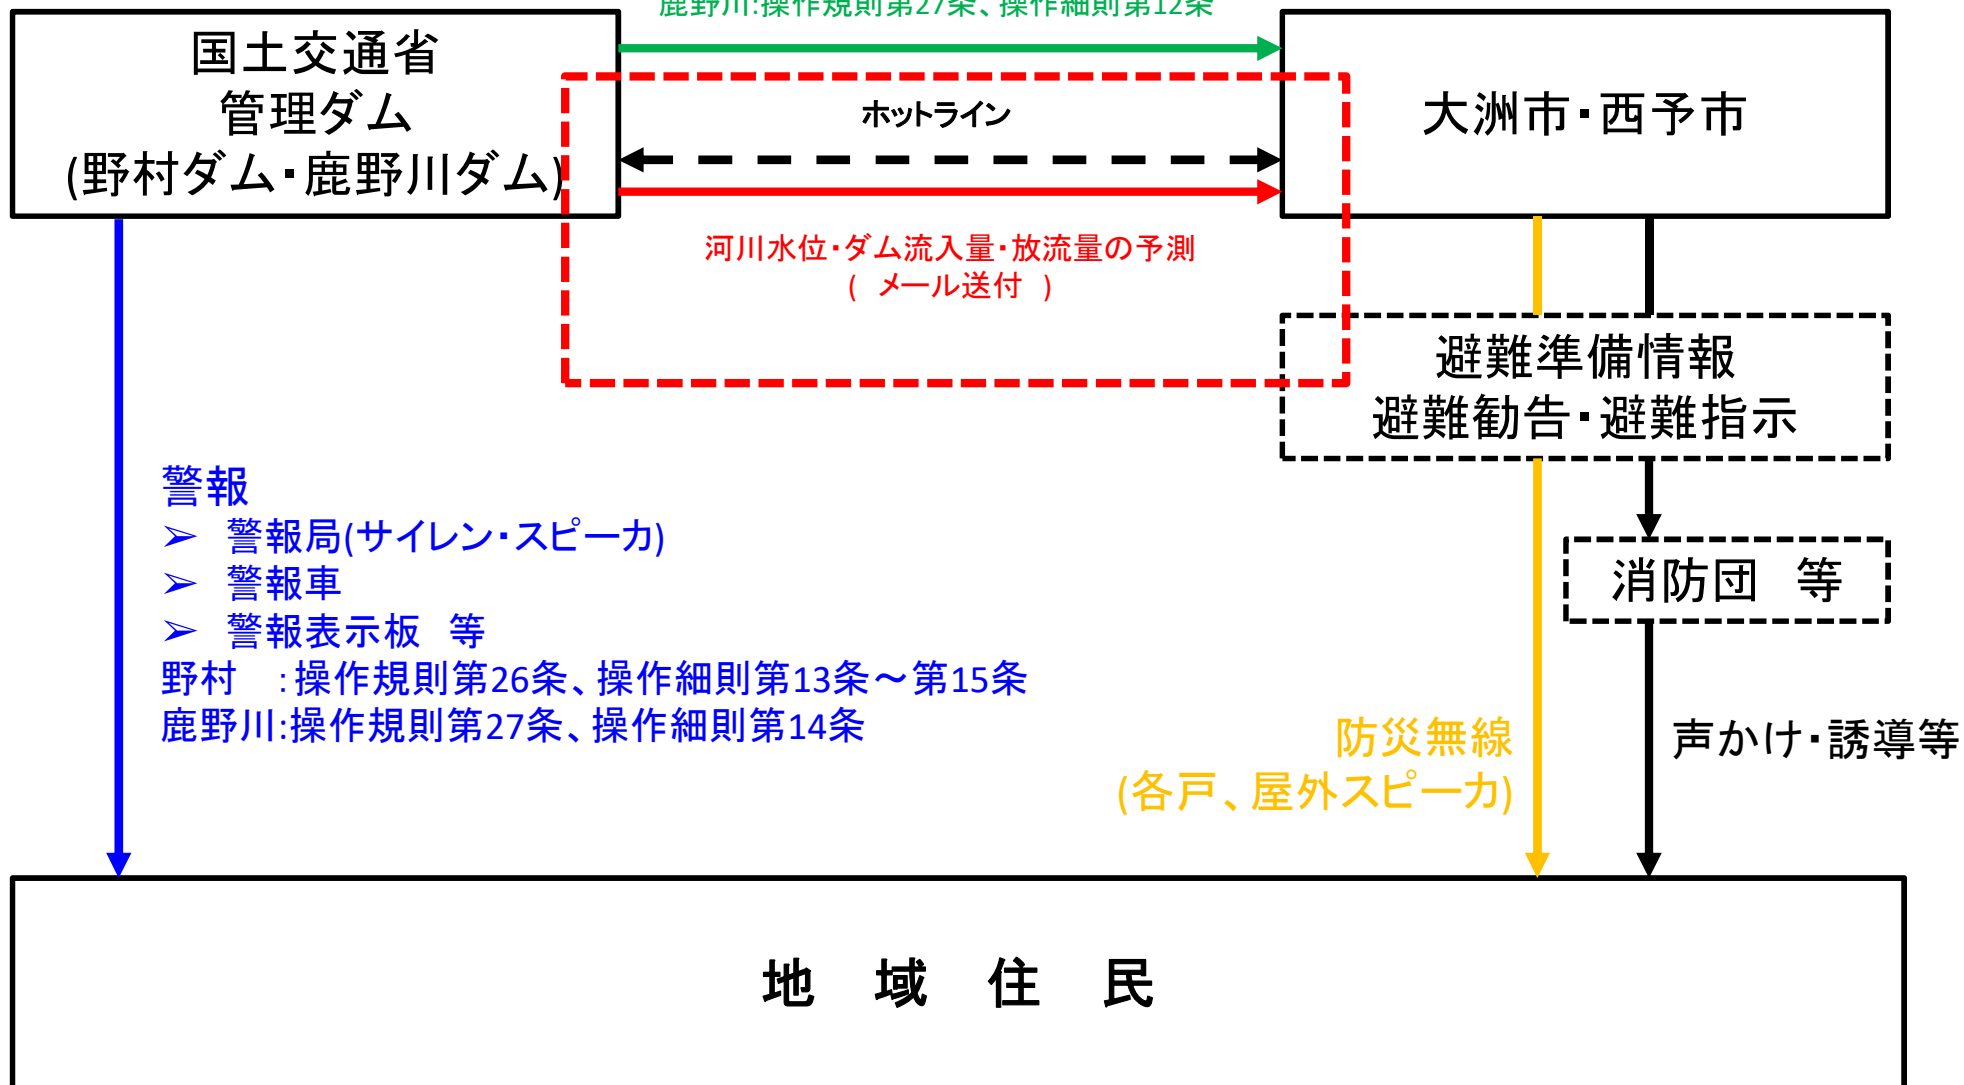 鹿野川:操作規則第27条、操作細則第12条
国土交通省
管理ダム
(野村ダム・鹿野川ダム)
ホットライン
大洲市・西予市
河川水位・ダム流入量・放流量の予測
( メール送付 )
避難準備情報
避難勧告・避難指示
警報
➢ 警報局(サイレン・スピーカ)
➢ 警報車
➢ 警報表示板 等
野村 :操作規則第26条、操作細則第13条～第15条
鹿野川:操作規則第27条、操作細則第14条
消防団 等
防災無線
(各戸、屋外スピーカ)
声かけ・誘導等
地 域 住 民